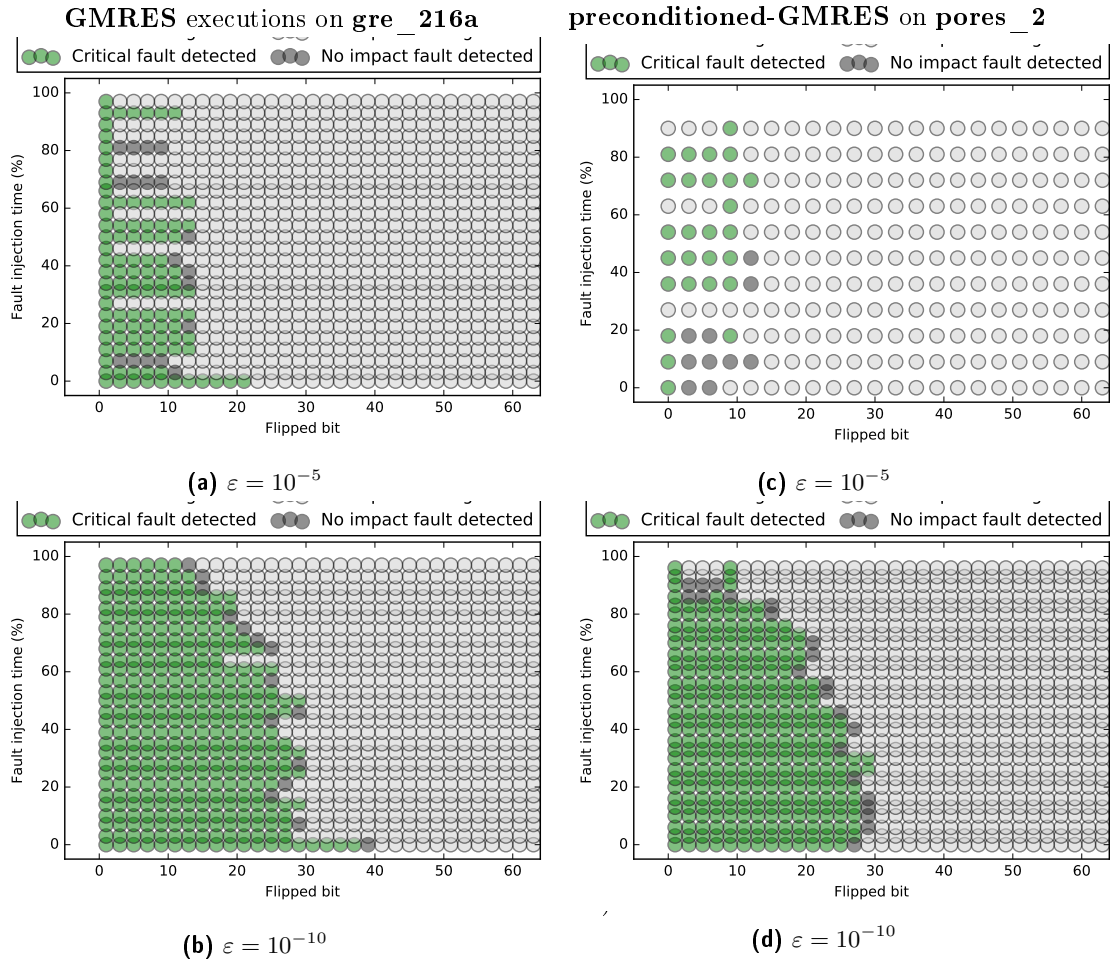 GMRES executions on gre_216a
preconditioned-GMRES on pores_2
Critical fault detected No impact fault detected
100
80
60
40
20
0
Fault injection time (%)
0 10 20 30 40 50 60
Flipped bit
(a) ε = 10⁻⁵
Critical fault detected No impact fault detected
100
80
60
40
20
0
Fault injection time (%)
0 10 20 30 40 50 60
Flipped bit
(c) ε = 10⁻⁵
Critical fault detected No impact fault detected
100
80
60
40
20
0
Fault injection time (%)
0 10 20 30 40 50 60
Flipped bit
(b) ε = 10⁻¹⁰
Critical fault detected No impact fault detected
100
80
60
40
20
0
Fault injection time (%)
0 10 20 30 40 50 60
Flipped bit
,
(d) ε = 10⁻¹⁰